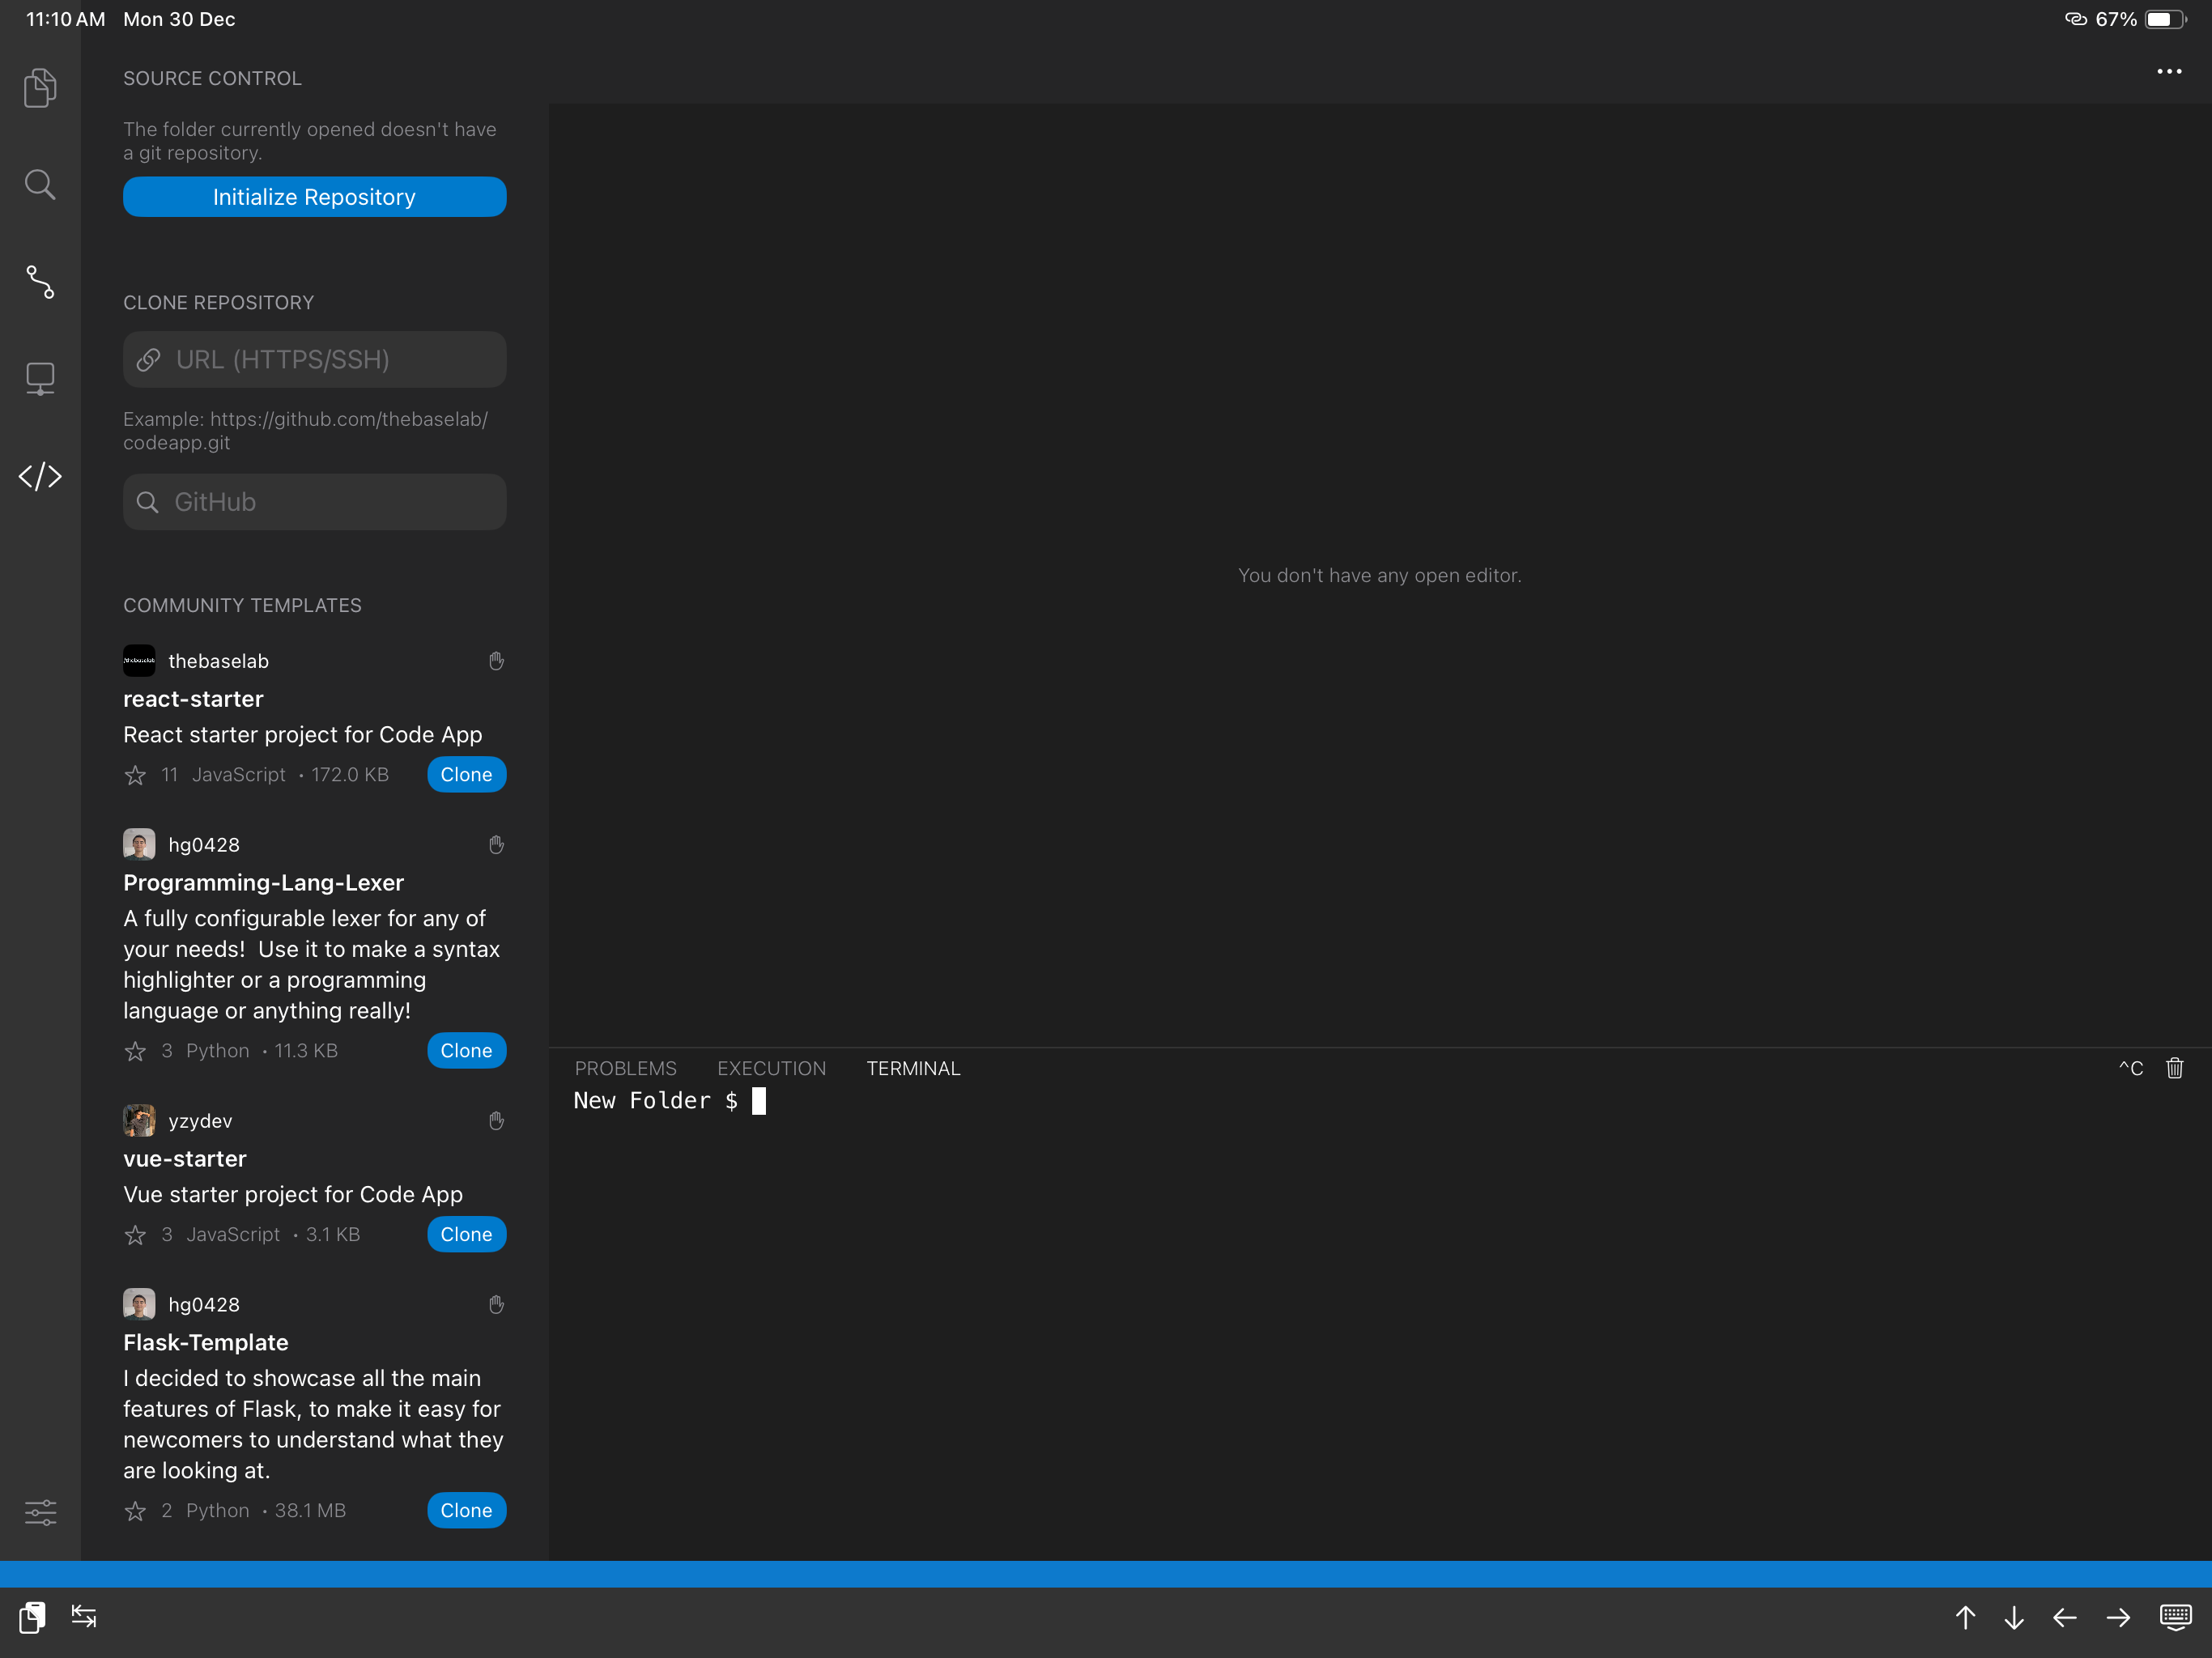 11:10 AM Mon 30 Dec
67%
SOURCE CONTROL
The folder currently opened doesn't have
a git repository.
Initialize Repository
CLONE REPOSITORY
URL (HTTPS/SSH)
Example: https://github.com/thebaselab/
codeapp.git
GitHub
COMMUNITY TEMPLATES
thebaselab
react-starter
React starter project for Code App
11 JavaScript • 172.0 KB
Clone
hg0428
Programming-Lang-Lexer
A fully configurable lexer for any of
your needs!  Use it to make a syntax
highlighter or a programming
language or anything really!
3 Python • 11.3 KB
Clone
yzydev
vue-starter
Vue starter project for Code App
3 JavaScript • 3.1 KB
Clone
hg0428
Flask-Template
I decided to showcase all the main
features of Flask, to make it easy for
newcomers to understand what they
are looking at.
2 Python • 38.1 MB
Clone
You don't have any open editor.
PROBLEMS EXECUTION TERMINAL
^C
New Folder $